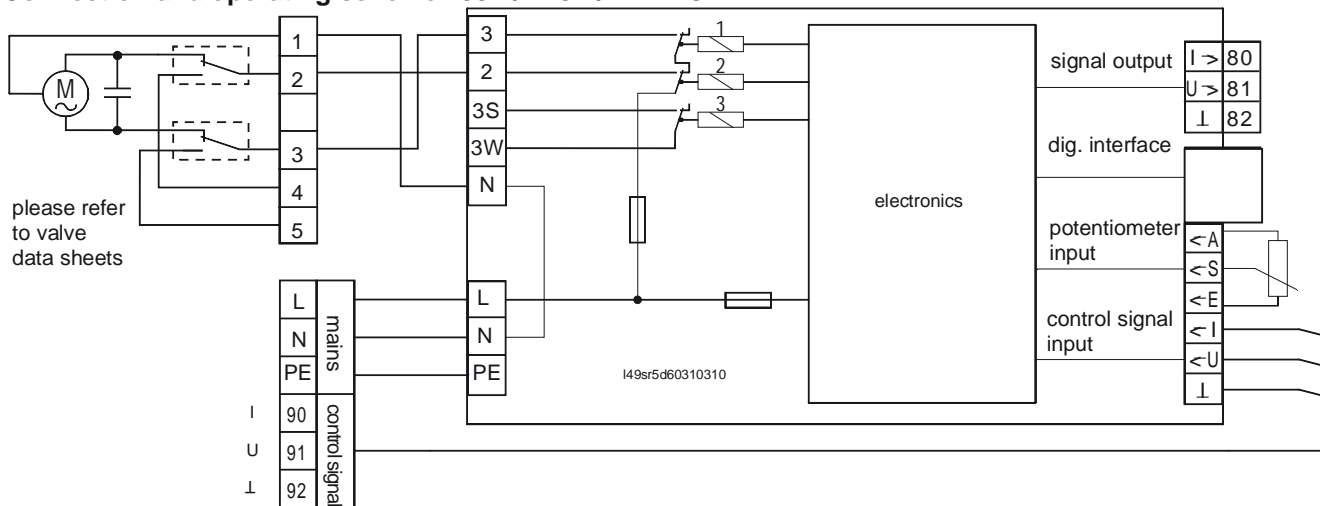 M
~
please refer
to valve
data sheets
1
2
3
4
5
L
N
PE
mains
I
90
U
91
⊥
92
control signal
3
2
3S
3W
N
L
N
PE
1
2
3
l49sr5d60310310
electronics
signal output
dig. interface
potentiometer
input
control signal
input
I-> 80
U-> 81
⊥ 82
<-A
<-S
<-E
<-I
<-U
⊥